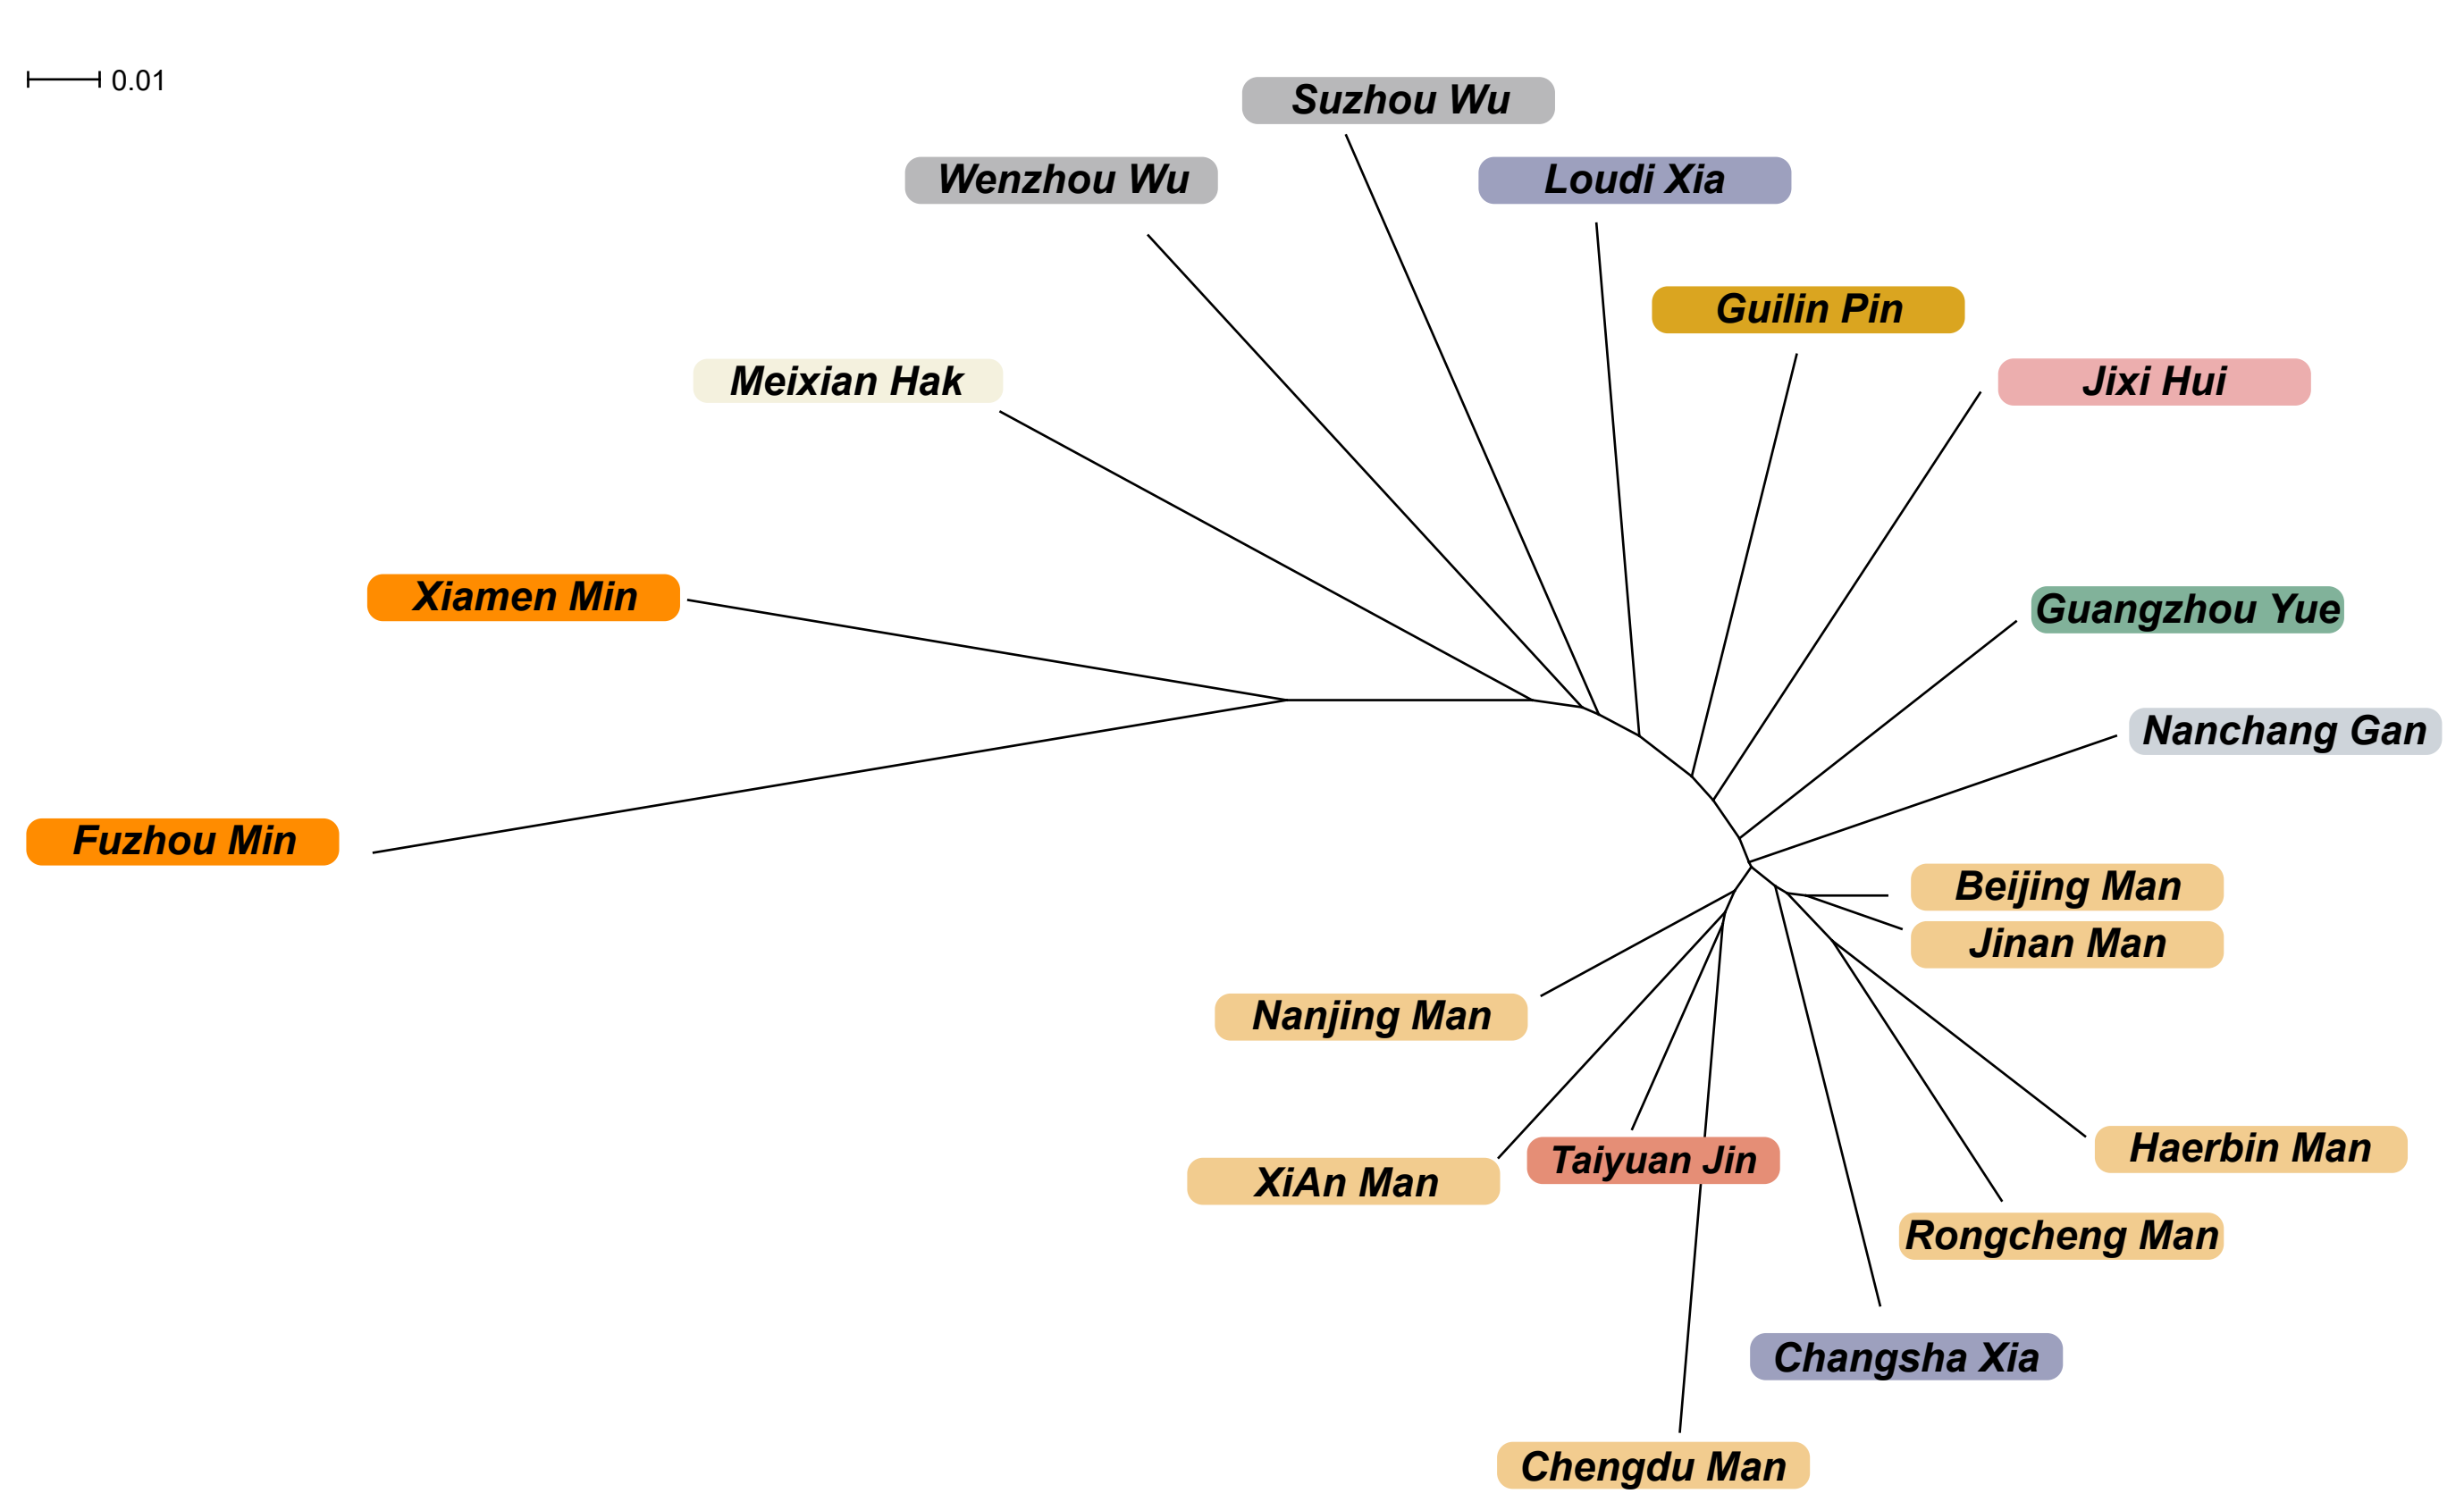 0.01
Suzhou Wu
Wenzhou Wu
Loudi Xia
Guilin Pin
Meixian Hak
Jixi Hui
Xiamen Min
Guangzhou Yue
Nanchang Gan
Fuzhou Min
Beijing Man
Jinan Man
Nanjing Man
Haerbin Man
Taiyuan Jin
XiAn Man
Rongcheng Man
Changsha Xia
Chengdu Man